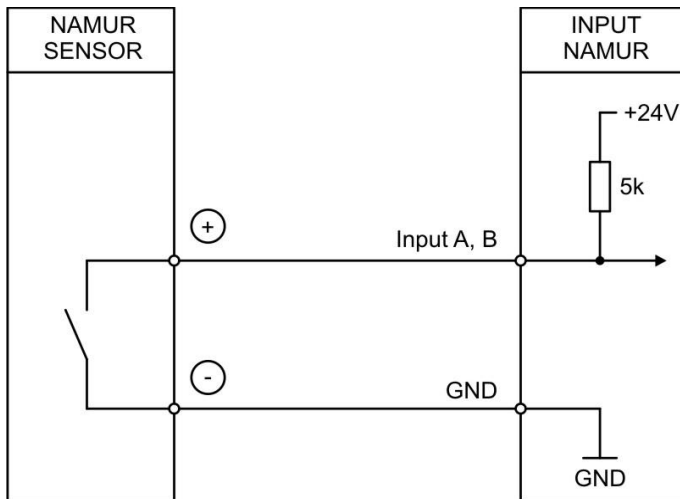 NAMUR
SENSOR
INPUT
NAMUR
+24V
5k
+
Input A, B
-
GND
GND